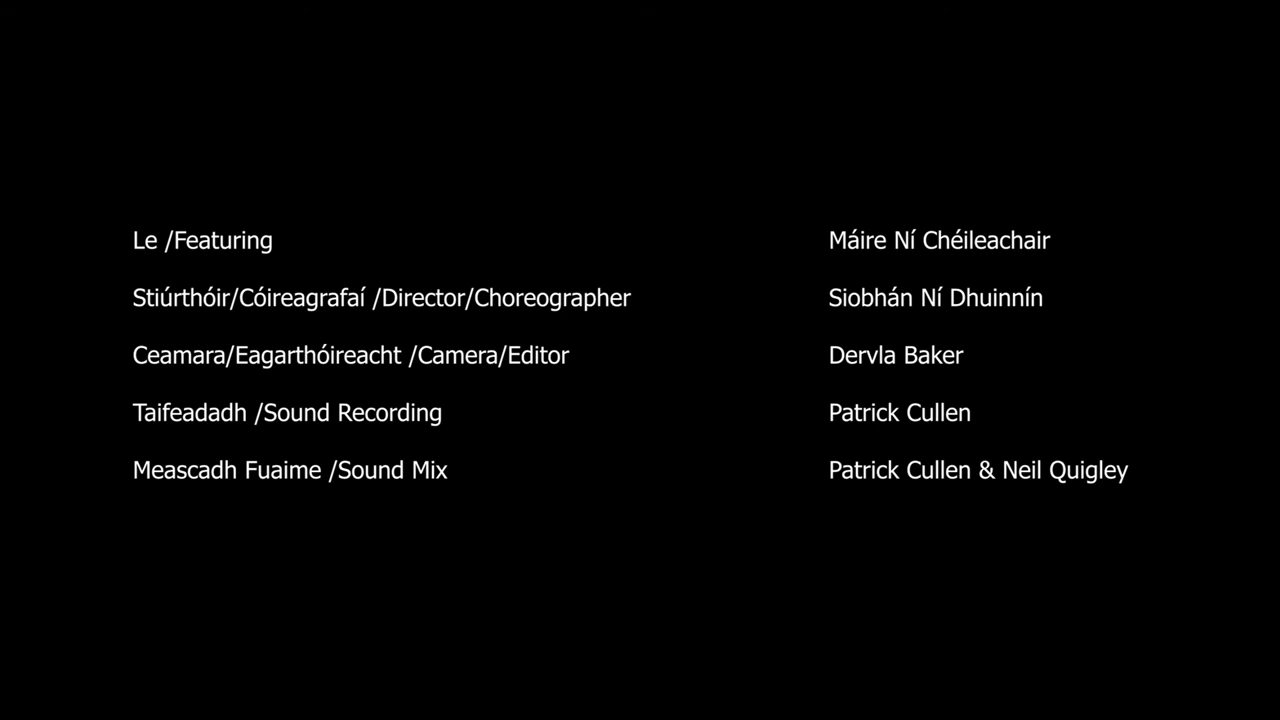 Le /Featuring Máire Ní Chéileachair
Stiúrthóir/Cóireagrafaí /Director/Choreographer Siobhán Ní Dhuinnín
Ceamara/Eagarthóireacht /Camera/Editor Dervla Baker
Taifeadadh /Sound Recording Patrick Cullen
Meascadh Fuaime /Sound Mix Patrick Cullen & Neil Quigley